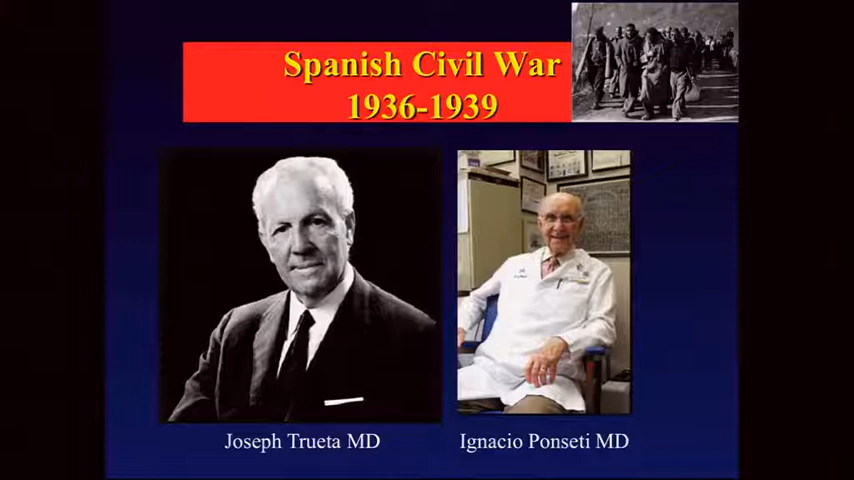 Spanish Civil War
1936-1939
Joseph Trueta MD
Ignacio Ponseti MD